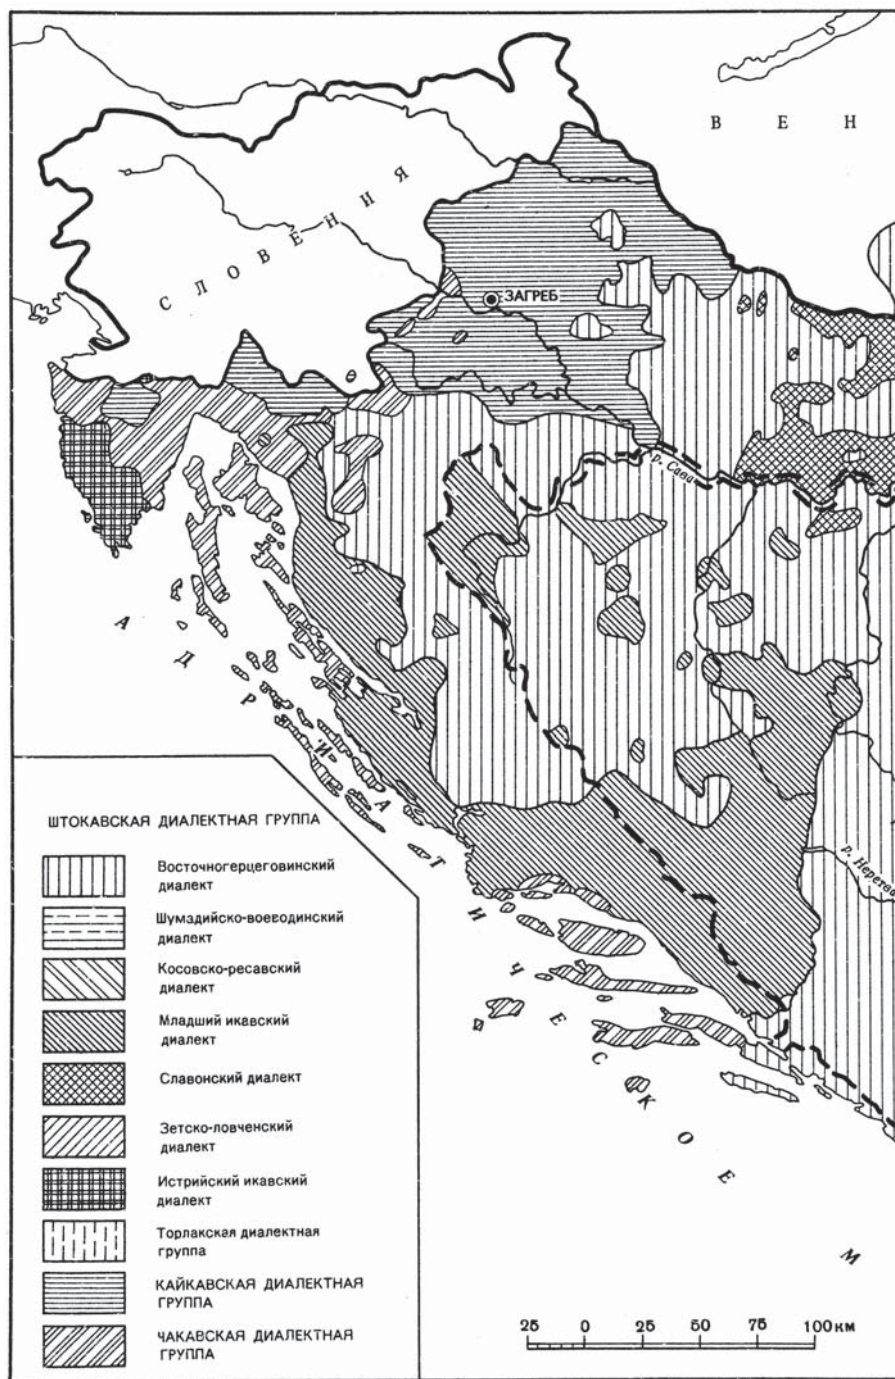 В Е Н
СЛОВЕНИЯ
ЗАГРЕБ
р. Сава
АДРИАТИЧЕСКОЕ М
р. Неретва
ШТОКАВСКАЯ ДИАЛЕКТНАЯ ГРУППА
Восточногерцеговинский
диалект
Шумадийско-воеводинский
диалект
Косовско-ресавский
диалект
Младший икавский
диалект
Славонский диалект
Зетско-ловченский
диалект
Истрийский икавский
диалект
Торлакская диалектная
группа
КАЙКАВСКАЯ ДИАЛЕКТНАЯ
ГРУППА
ЧАКАВСКАЯ ДИАЛЕКТНАЯ
ГРУППА
25 0 25 50 75 100 КМ